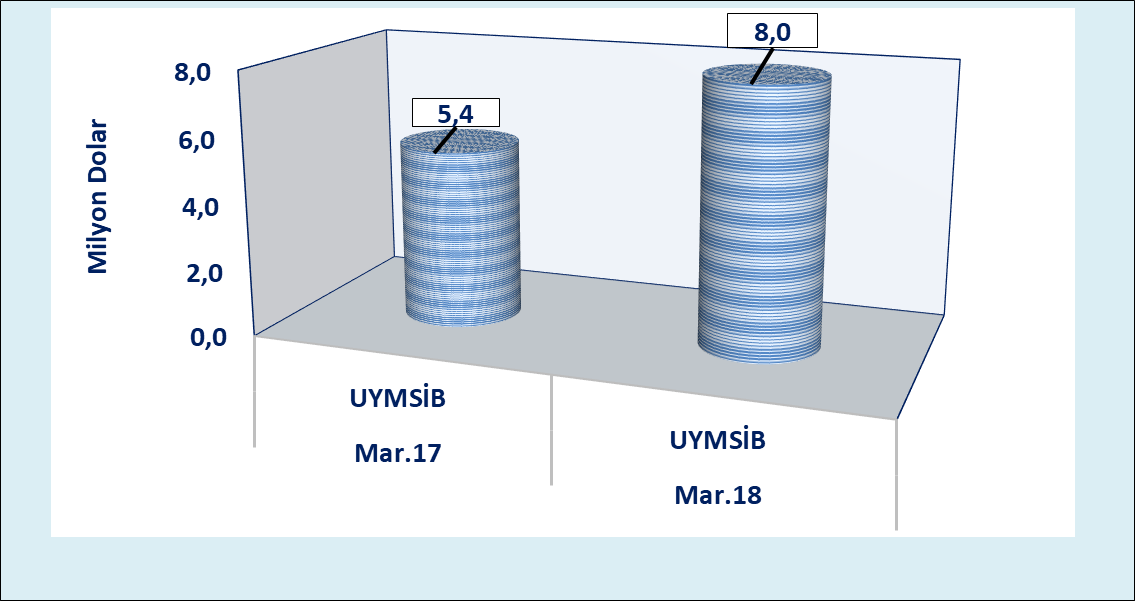 8,0
5,4
8,0
6,0
4,0
2,0
0,0
Milyon Dolar
UYMSİB
Mar.17
UYMSİB
Mar.18